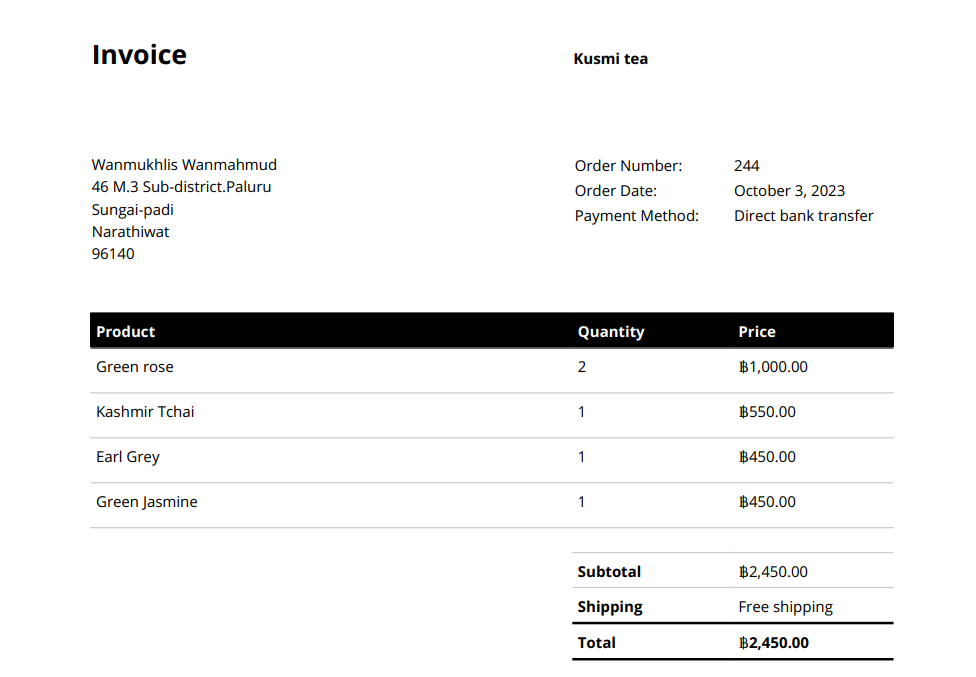 Invoice
Kusmi tea
Wanmukhlis Wanmahmud
46 M.3 Sub-district.Paluru
Sungai-padi
Narathiwat
96140
Order Number: 244
Order Date: October 3, 2023
Payment Method: Direct bank transfer
Product Quantity Price
Green rose 2 ฿1,000.00
Kashmir Tchai 1 ฿550.00
Earl Grey 1 ฿450.00
Green Jasmine 1 ฿450.00
Subtotal ฿2,450.00
Shipping Free shipping
Total ฿2,450.00